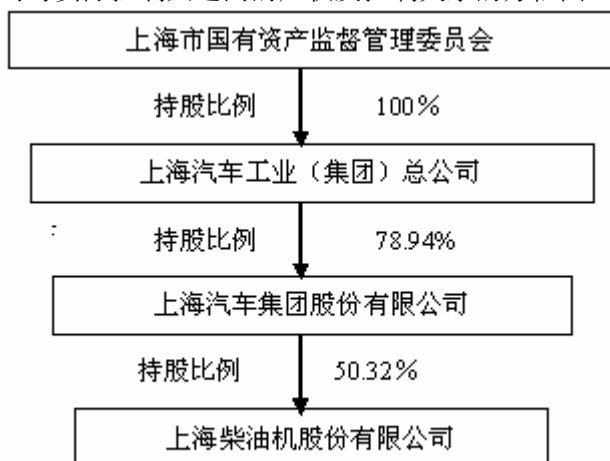 上海市国有资产监督管理委员会
持股比例 100%
上海汽车工业（集团）总公司
持股比例 78.94%
上海汽车集团股份有限公司
持股比例 50.32%
上海柴油机股份有限公司